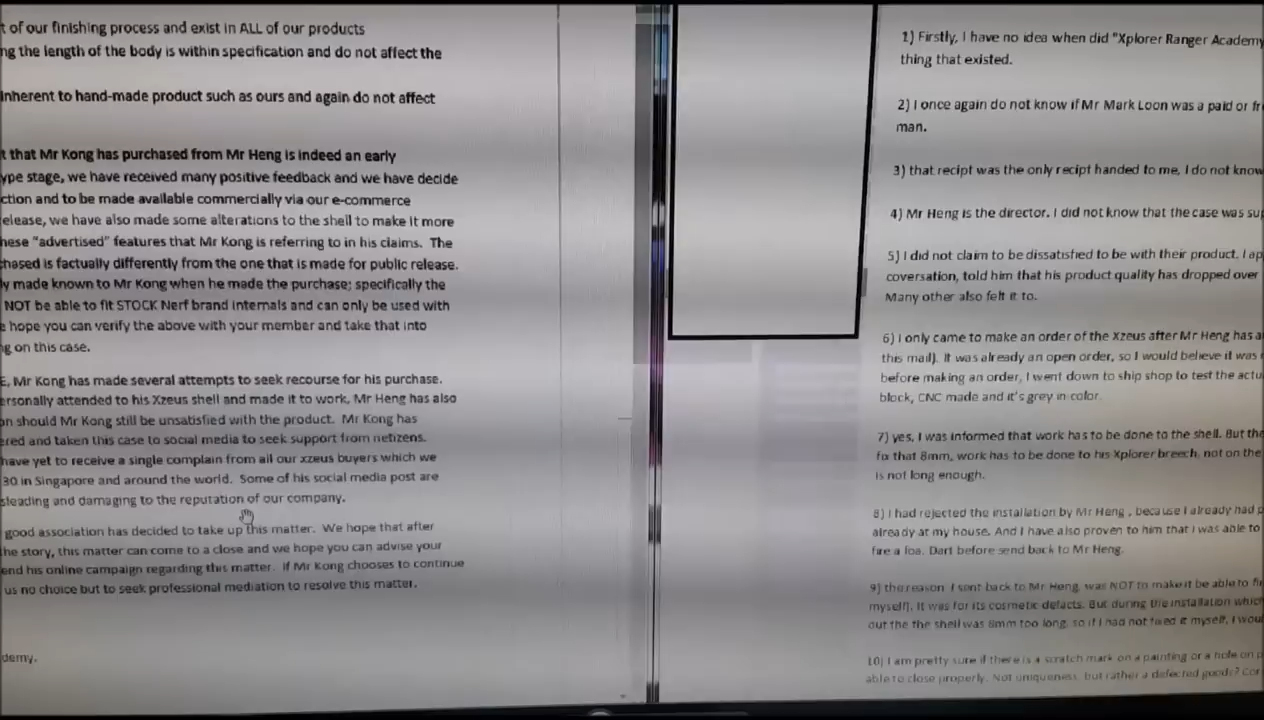 t of our finishing process and exist in ALL of our products
ng the length of the body is within specification and do not affect the
inherent to hand-made product such as ours and again do not affect
t that Mr Kong has purchased from Mr Heng is indeed an early
ype stage, we have received many positive feedback and we have decide
ction and to be made available commercially via our e-commerce
elease, we have also made some alterations to the shell to make it more
hese "advertised" features that Mr Kong is referring to in his claims. The
chased is factually differently from the one that is made for public release.
ly made known to Mr Kong when he made the purchase; specifically the
NOT be able to fit STOCK Nerf brand internals and can only be used with
e hope you can verify the above with your member and take that into
ng on this case.
E, Mr Kong has made several attempts to seek recourse for his purchase.
ersonally attended to his Xzeus shell and made it to work. Mr Heng has also
on should Mr Kong still be unsatisfied with the product. Mr Kong has
ered and taken this case to social media to seek support from netizens.
have yet to receive a single complain from all our xzeus buyers which we
30 in Singapore and around the world. Some of his social media post are
sleading and damaging to the reputation of our company.
good association has decided to take up this matter. We hope that after
he story, this matter can come to a close and we hope you can advise your
end his online campaign regarding this matter. If Mr Kong chooses to continue
us no choice but to seek professional mediation to resolve this matter.
demy.
1) Firstly, I have no idea when did "Xplorer Ranger Academy
thing that existed.
2) I once again do not know if Mr Mark Loon was a paid or fr
man.
3) that recipt was the only recipt handed to me, I do not know
4) Mr Heng is the director. I did not know that the case was sup
5) I did not claim to be dissatisfied to be with their product. I ap
coversation, told him that his product quality has dropped over
Many other also felt it to.
6) I only came to make an order of the Xzeus after Mr Heng has a
this mail). It was already an open order, so I would believe it was
before making an order, I went down to ship shop to test the actu
block, CNC made and it's grey in color.
7) yes, I was informed that work has to be done to the shell. But the
fo that 8mm, work has to be done to his Xplorer breech, not on the
is not long enough.
8) I had rejected the installation by Mr Heng , because I already had p
already at my house. And I have also proven to him that I was able to
fire a foa. Dart before send back to Mr Heng.
9) the reason I sent back to Mr Heng, was NOT to make it be able to fi
myself). It was for its cosmetic defacts. But during the installation which
out the the shell was 8mm too long, so if I had not fixed it myself, I woul
10) I am pretty sure if there is a scratch mark on a painting or a hole on p
able to close properly. Not uniqueness, but rather a defected goods? Cor